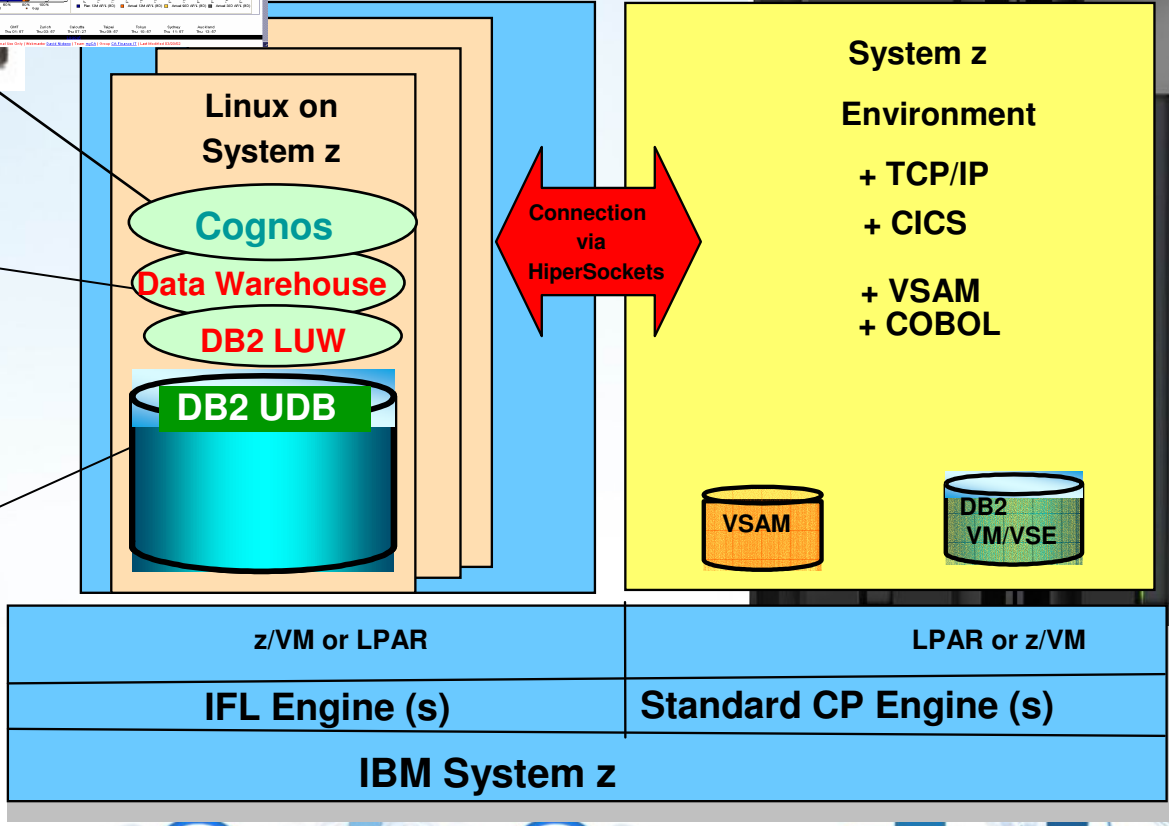 Linux on
System z
Cognos
Data Warehouse
DB2 LUW
DB2 UDB
Connection
via
HiperSockets
System z
Environment
+ TCP/IP
+ CICS
+ VSAM
+ COBOL
VSAM
DB2
VM/VSE
z/VM or LPAR
LPAR or z/VM
IFL Engine (s)
Standard CP Engine (s)
IBM System z